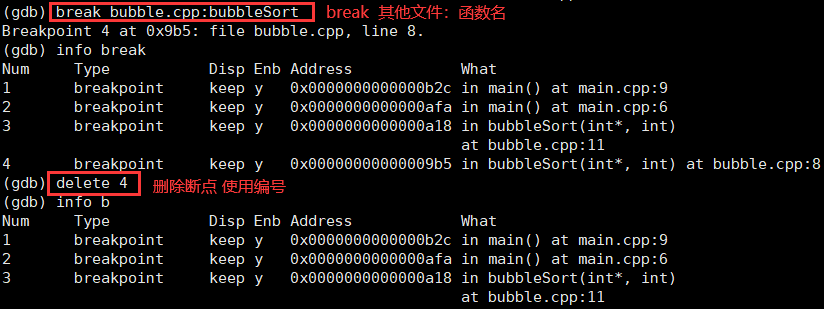 (gdb) break bubble.cpp:bubbleSort break 其他文件：函数名
Breakpoint 4 at 0x9b5: file bubble.cpp, line 8.
(gdb) info break
Num Type Disp Enb Address What
1 breakpoint keep y 0x0000000000000b2c in main() at main.cpp:9
2 breakpoint keep y 0x0000000000000afa in main() at main.cpp:6
3 breakpoint keep y 0x0000000000000a18 in bubbleSort(int*, int)
at bubble.cpp:11
4 breakpoint keep y 0x00000000000009b5 in bubbleSort(int*, int) at bubble.cpp:8
(gdb) delete 4 删除断点 使用编号
(gdb) info b
Num Type Disp Enb Address What
1 breakpoint keep y 0x0000000000000b2c in main() at main.cpp:9
2 breakpoint keep y 0x0000000000000afa in main() at main.cpp:6
3 breakpoint keep y 0x0000000000000a18 in bubbleSort(int*, int)
at bubble.cpp:11